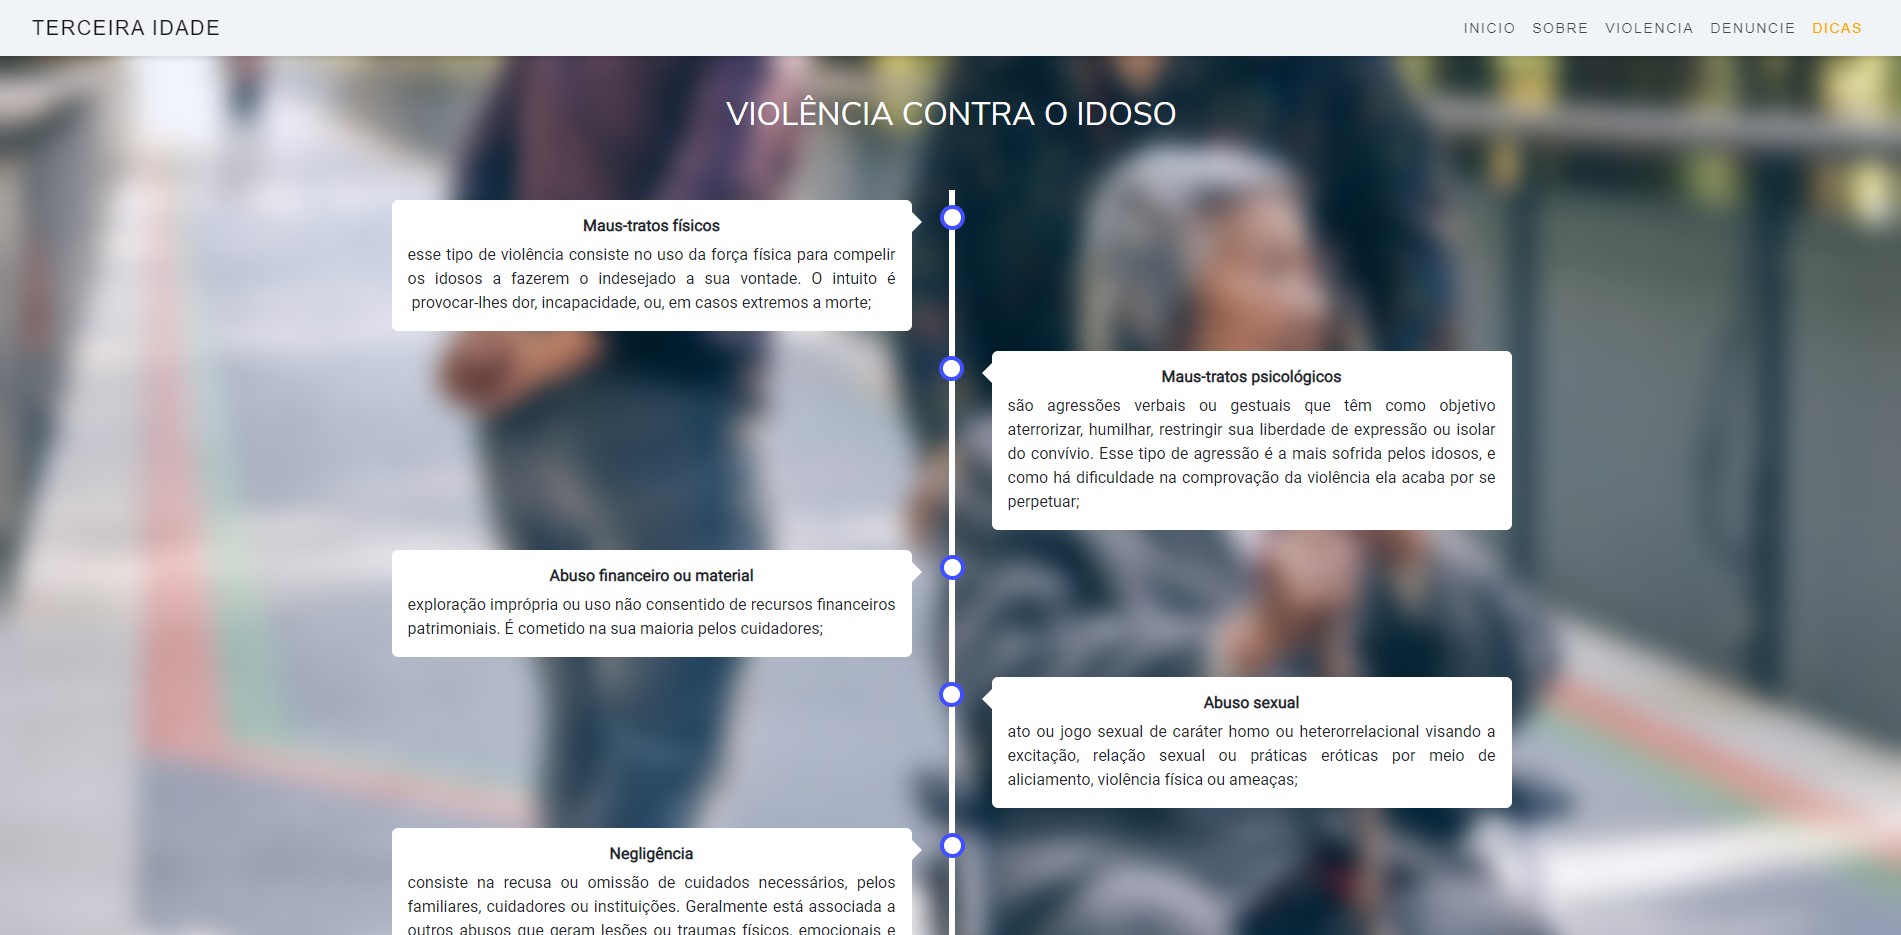 TERCEIRA IDADE
INICIO SOBRE VIOLENCIA DENUNCIE DICAS
VIOLÊNCIA CONTRA O IDOSO
Maus-tratos físicos
esse tipo de violência consiste no uso da força física para compelir
os idosos a fazerem o indesejado a sua vontade. O intuito é
provocar-lhes dor, incapacidade, ou, em casos extremos a morte;
Maus-tratos psicológicos
são agressões verbais ou gestuais que têm como objetivo
aterrorizar, humilhar, restringir sua liberdade de expressão ou isolar
do convívio. Esse tipo de agressão é a mais sofrida pelos idosos, e
como há dificuldade na comprovação da violência ela acaba por se
perpetuar;
Abuso financeiro ou material
exploração imprópria ou uso não consentido de recursos financeiros
patrimoniais. É cometido na sua maioria pelos cuidadores;
Abuso sexual
ato ou jogo sexual de caráter homo ou heterorrelacional visando a
excitação, relação sexual ou práticas eróticas por meio de
aliciamento, violência física ou ameaças;
Negligência
consiste na recusa ou omissão de cuidados necessários, pelos
familiares, cuidadores ou instituições. Geralmente está associada a
outros abusos que geram lesões ou traumas físicos, emocionais e